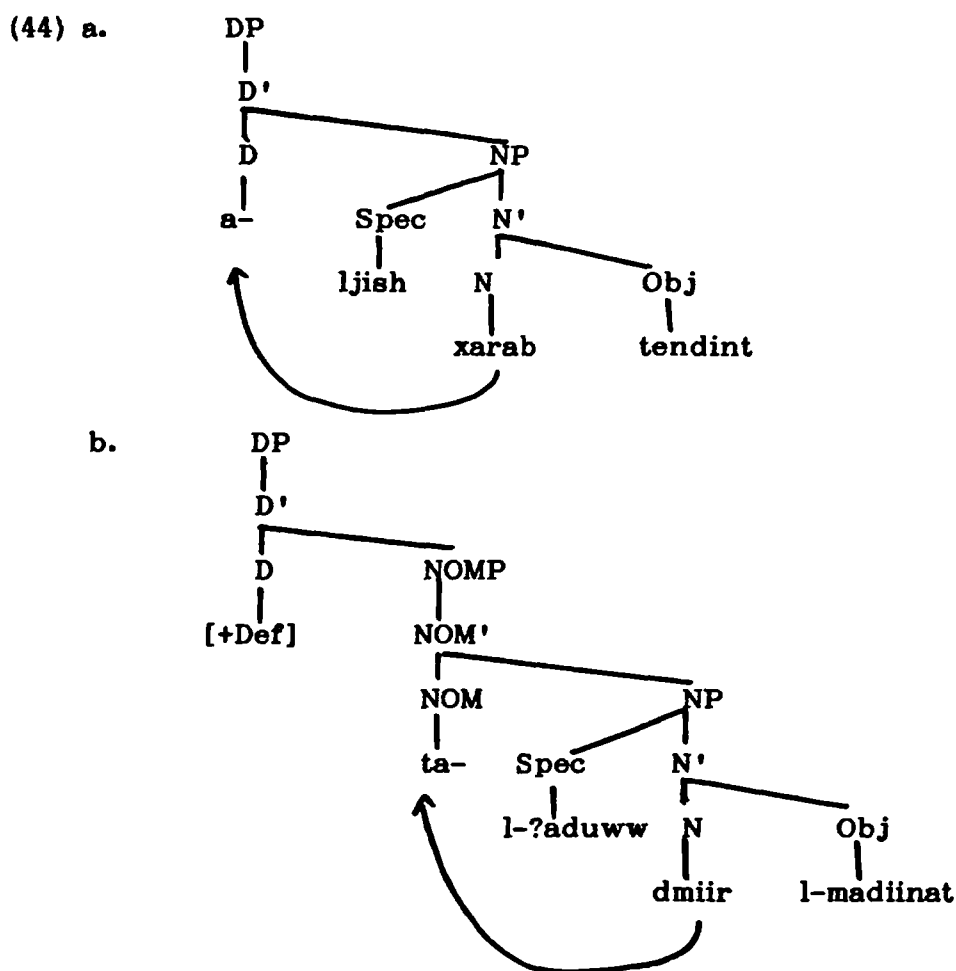 (44) a. DP
D'
D NP
a- Spec N'
ljish N Obj
xarab tendint
b. DP
D'
D NOMP
[+Def] NOM'
NOM NP
ta- Spec N'
l-?aduww N Obj
dmiir l-madiinat